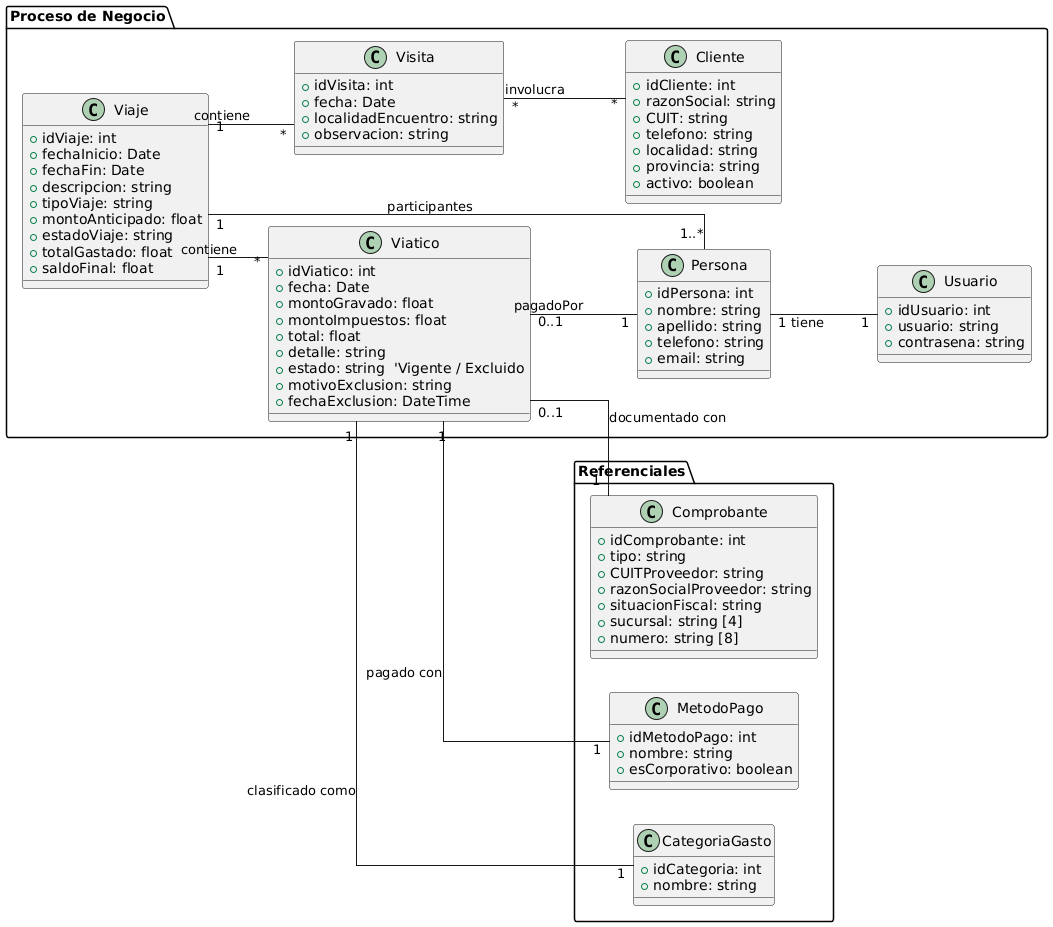 Proceso de Negocio
C Viaje
idViaje: int
fechaInicio: Date
fechaFin: Date
descripcion: string
tipoViaje: string
montoAnticipado: float
estadoViaje: string
totalGastado: float
saldoFinal: float
contiene
1
*
C Visita
idVisita: int
fecha: Date
localidadEncuentro: string
observacion: string
involucra
*
*
C Cliente
idCliente: int
razonSocial: string
CUIT: string
telefono: string
localidad: string
provincia: string
activo: boolean
participantes
1
1..*
contiene
1
*
C Viatico
idViatico: int
fecha: Date
montoGravado: float
montoImpuestos: float
total: float
detalle: string
estado: string 'Vigente / Excluido
motivoExclusion: string
fechaExclusion: DateTime
pagadoPor
0..1
1
C Persona
idPersona: int
nombre: string
apellido: string
telefono: string
email: string
1 tiene
1
C Usuario
idUsuario: int
usuario: string
contrasena: string
0..1
documentado con
1
1
1
Referenciales
C Comprobante
idComprobante: int
tipo: string
CUITProveedor: string
razonSocialProveedor: string
situacionFiscal: string
sucursal: string [4]
numero: string [8]
pagado con
1
C MetodoPago
idMetodoPago: int
nombre: string
esCorporativo: boolean
clasificado como
1
C CategoriaGasto
idCategoria: int
nombre: string